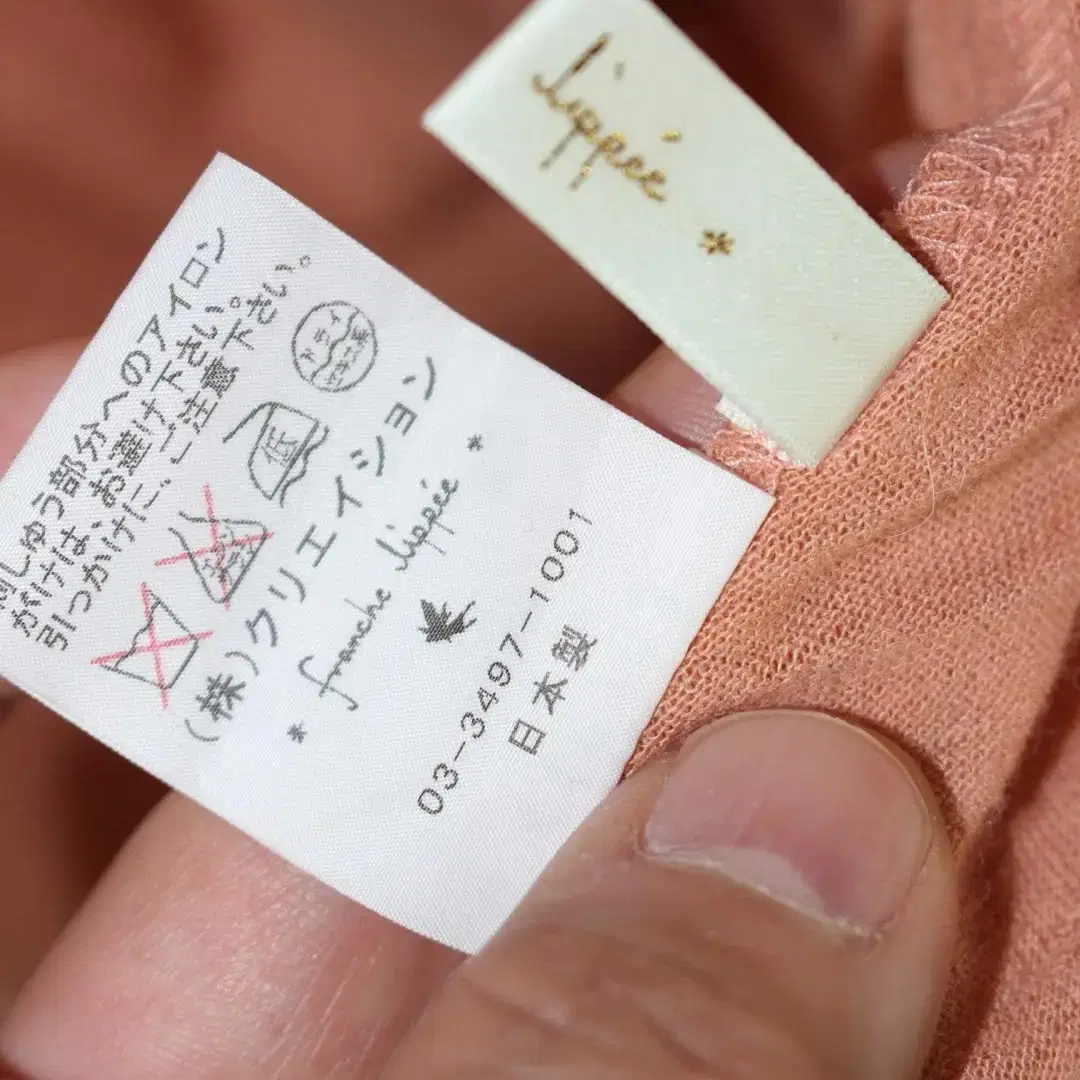 lippée *
刺しゅう部分へのアイロン
がけは、お避け下さい。
引っかけに、ご注意下さい。
低
(株)クリエイション
* franche lippée *
03-3497-1001
日本製